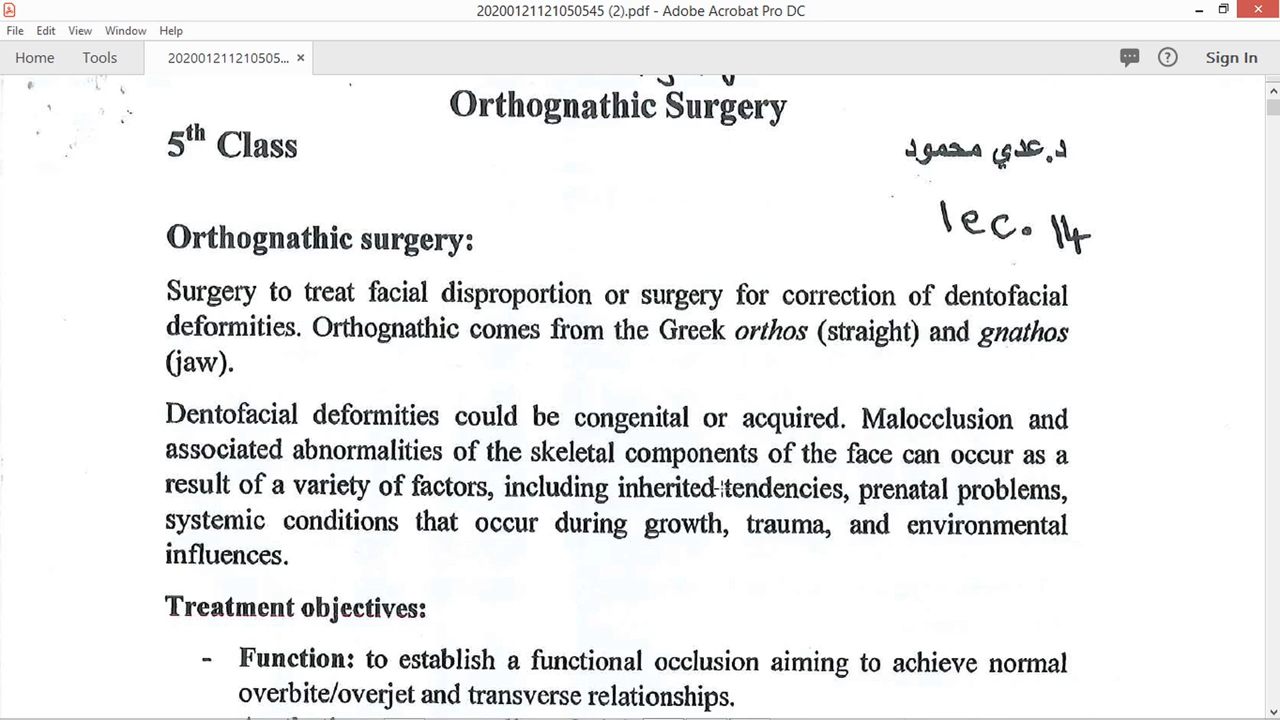 20200121121050545 (2).pdf - Adobe Acrobat Pro DC
File Edit View Window Help
Home Tools 202001211210505... × Sign In
Orthognathic Surgery
5th Class
د. عدي محمود
lec. 14
Orthognathic surgery:
Surgery to treat facial disproportion or surgery for correction of dentofacial
deformities. Orthognathic comes from the Greek orthos (straight) and gnathos
(jaw).
Dentofacial deformities could be congenital or acquired. Malocclusion and
associated abnormalities of the skeletal components of the face can occur as a
result of a variety of factors, including inherited tendencies, prenatal problems,
systemic conditions that occur during growth, trauma, and environmental
influences.
Treatment objectives:
- Function: to establish a functional occlusion aiming to achieve normal
overbite/overjet and transverse relationships.